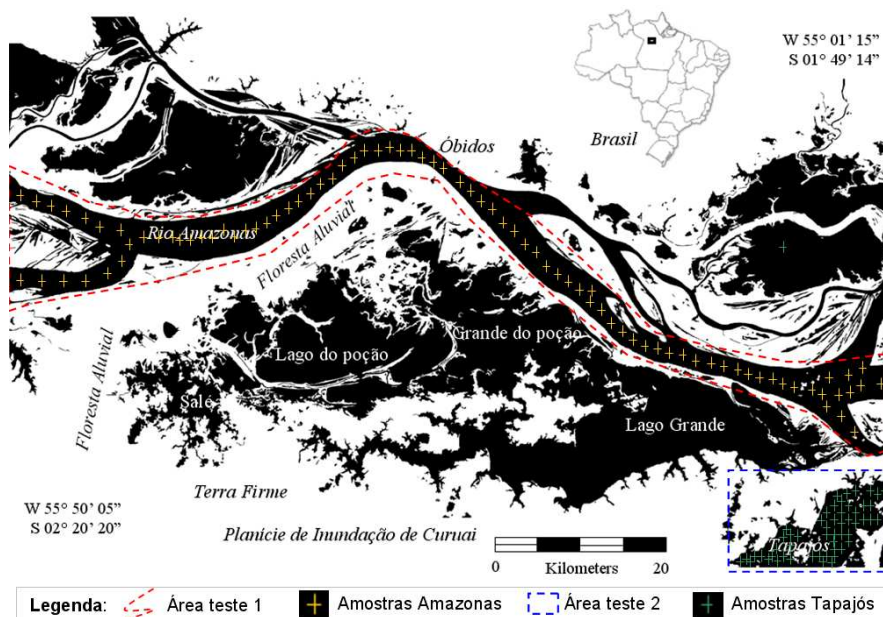 W 55° 01' 15"
S 01° 49' 14"
Brasil
Óbidos
Rio Amazonas
Floresta Aluvial
Grande do poção
Lago do poção
Floresta Aluvial
Salé
Lago Grande
Terra Firme
W 55° 50' 05"
S 02° 20' 20"
Planície de Inundação de Curuai
Tapajós
0 Kilometers 20
Legenda: Área teste 1 Amostras Amazonas Área teste 2 Amostras Tapajós